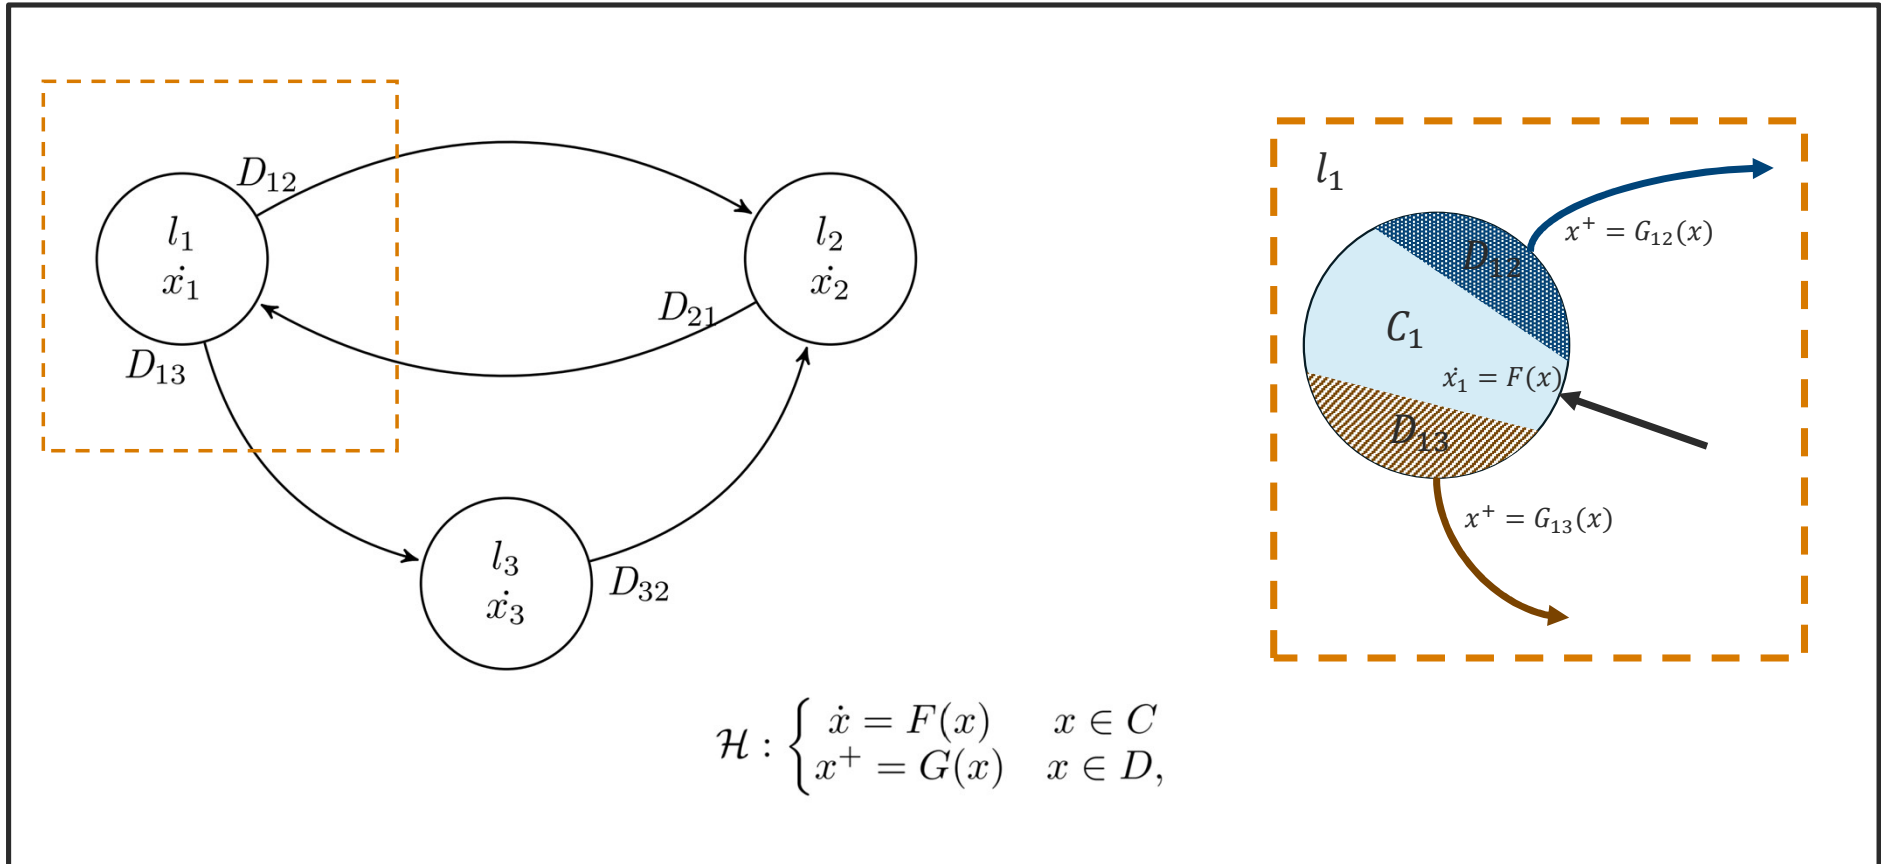 D₁₂
l₁
ẋ₁
D₁₃
l₂
ẋ₂
D₂₁
l₃
ẋ₃
D₃₂
l₁
x⁺ = G₁₂(x)
D₁₂
C₁
ẋ₁ = F(x)
D₁₃
x⁺ = G₁₃(x)
ℋ : { ẋ = F(x) x ∈ C
x⁺ = G(x) x ∈ D,